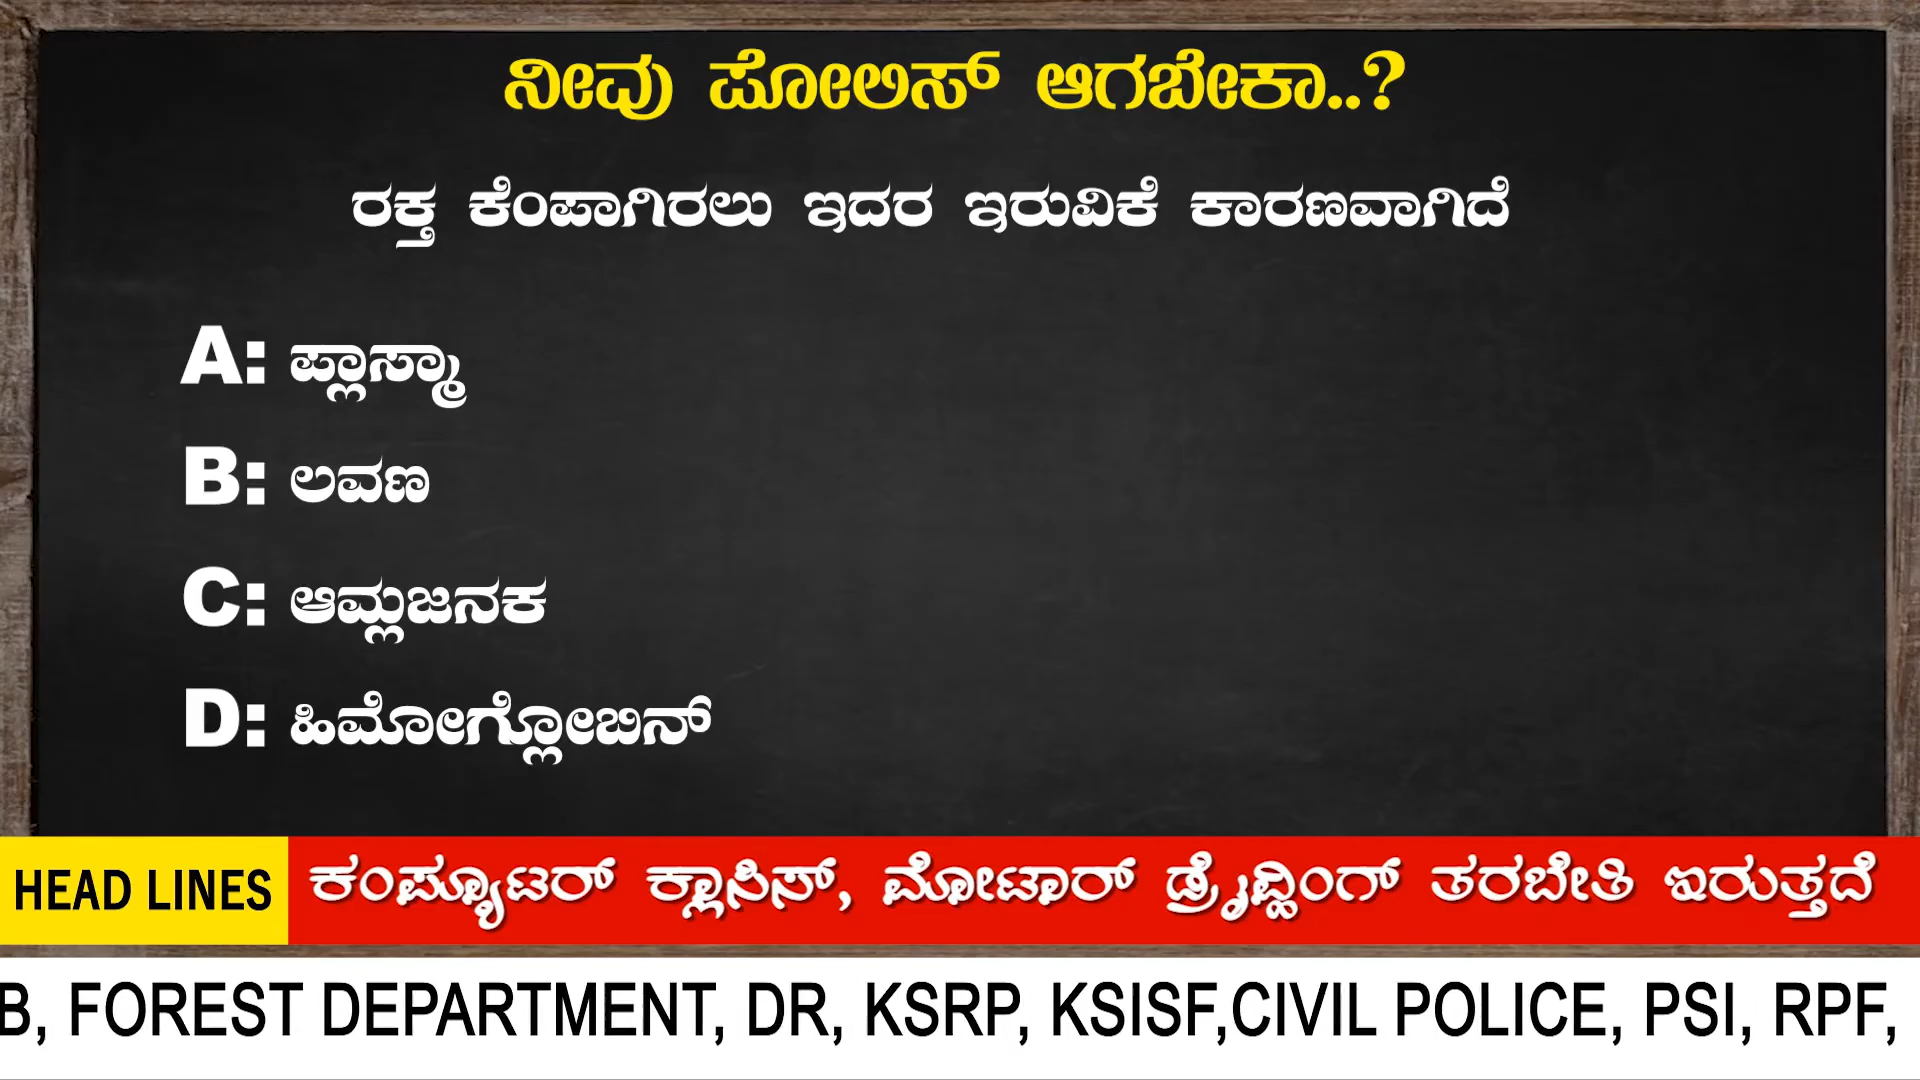 ನೀವು ಪೋಲಿಸ್ ಆಗಬೇಕಾ..?
ರಕ್ತ ಕೆಂಪಾಗಿರಲು ಇದರ ಇರುವಿಕೆ ಕಾರಣವಾಗಿದೆ
A: ಪ್ಲಾಸ್ಮಾ
B: ಲವಣ
C: ಆಮ್ಲಜನಕ
D: ಹಿಮೋಗ್ಲೋಬಿನ್
HEAD LINES ಕಂಪ್ಯೂಟರ್ ಕ್ಲಾಸಿಸ್, ಮೋಟಾರ್ ಡ್ರೈವ್ಹಿಂಗ್ ತರಬೇತಿ ಇರುತ್ತದೆ
B, FOREST DEPARTMENT, DR, KSRP, KSISF,CIVIL POLICE, PSI, RPF,